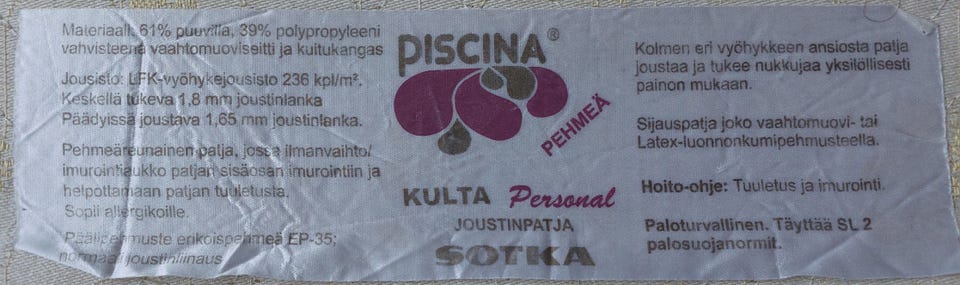 Materiaali: 61% puuvilla, 39% polypropyleeni
vahvisteena vaahtomuoviseitti ja kuitukangas
Jousisto: LFK-vyöhykejousisto 236 kpl/m².
Keskellä tukeva 1,8 mm joustinlanka
Päädyissä joustava 1,65 mm joustinlanka.
Pehmeäreunainen patja, jossa ilmanvaihto/
imurointiaukko patjan sisäosan imurointiin ja
helpottamaan patjan tuuletusta.
Sopii allergikoille.
Päälipehmuste erikoispehmeä EP-35:
normaali joustinliinaus
PISCINA®
PEHMEÄ
KULTA Personal
JOUSTINPATJA
SOTKA
Kolmen eri vyöhykkeen ansiosta patja
joustaa ja tukee nukkujaa yksilöllisesti
painon mukaan.
Sijauspatja joko vaahtomuovi- tai
Latex-luonnonkumipehmusteella.
Hoito-ohje: Tuuletus ja imurointi.
Paloturvallinen. Täyttää SL 2
palosuojanormit.